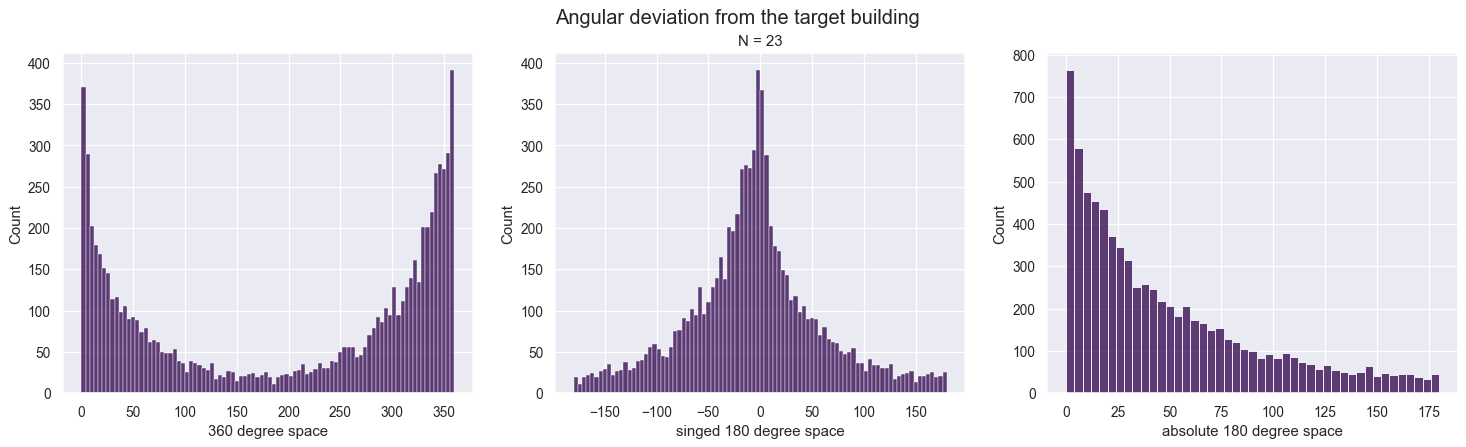 Angular deviation from the target building
N = 23
400
350
300
250
200
150
100
50
0
Count
0 50 100 150 200 250 300 350
360 degree space
400
350
300
250
200
150
100
50
0
Count
−150 −100 −50 0 50 100 150
singed 180 degree space
800
700
600
500
400
300
200
100
0
Count
0 25 50 75 100 125 150 175
absolute 180 degree space